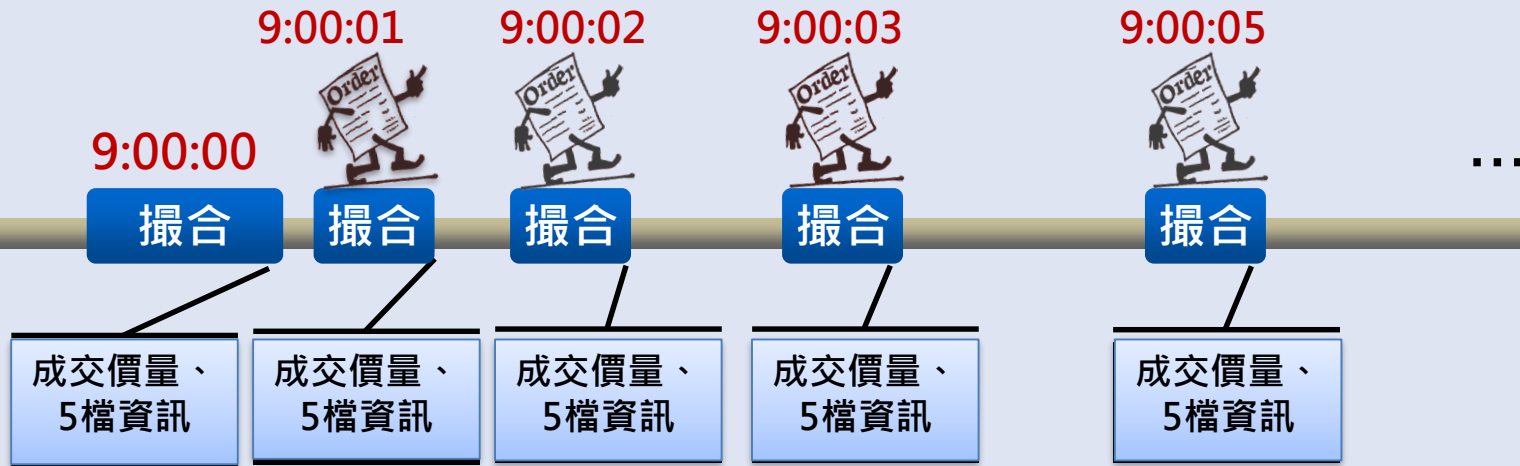 9:00:01
9:00:02
9:00:03
9:00:05
Order
Order
Order
Order
9:00:00
...
撮合
撮合
撮合
撮合
撮合
成交價量、
5檔資訊
成交價量、
5檔資訊
成交價量、
5檔資訊
成交價量、
5檔資訊
成交價量、
5檔資訊